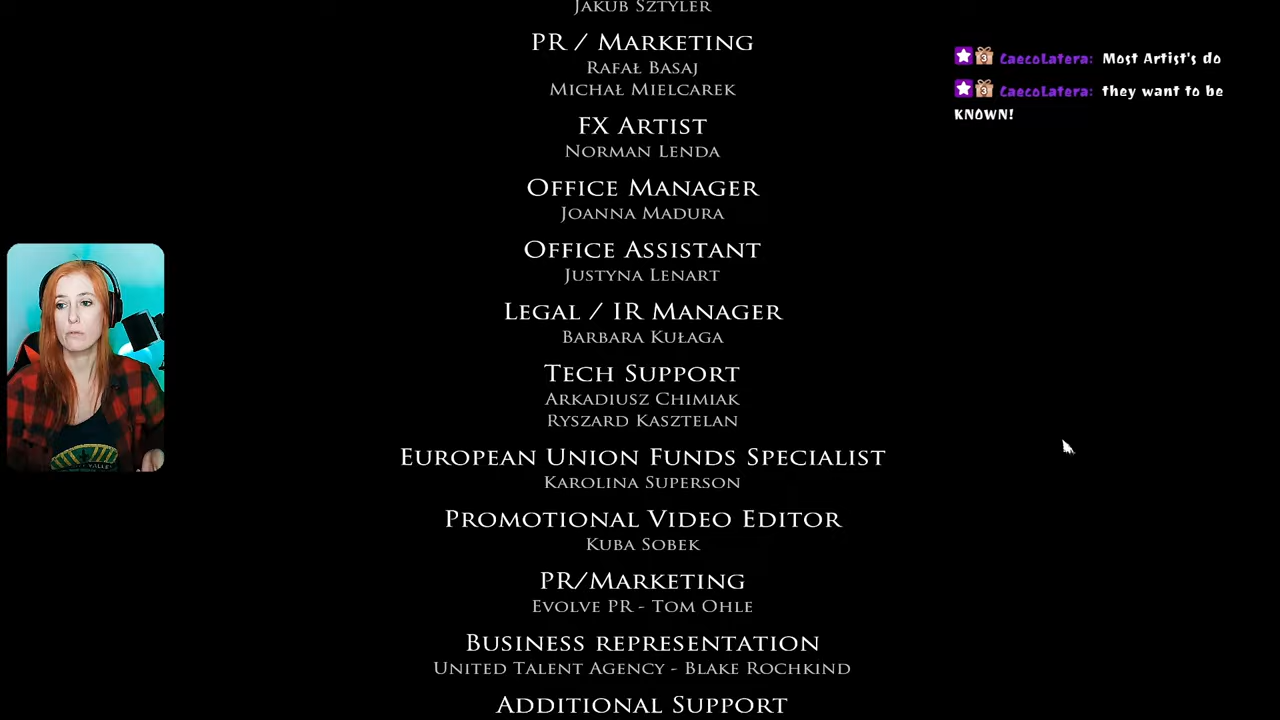 Jakub Sztyler
PR / Marketing
Rafał Basaj
Michał Mielcarek
FX Artist
Norman Lenda
Office Manager
Joanna Madura
Office Assistant
Justyna Lenart
Legal / IR Manager
Barbara Kułaga
Tech Support
Arkadiusz Chimiak
Ryszard Kasztelan
European Union Funds Specialist
Karolina Superson
Promotional Video Editor
Kuba Sobek
PR/Marketing
Evolve PR - Tom Ohle
Business representation
United Talent Agency - Blake Rochkind
Additional Support
3 CaecoLatera: Most Artist's do
3 CaecoLatera: they want to be
KNOWN!